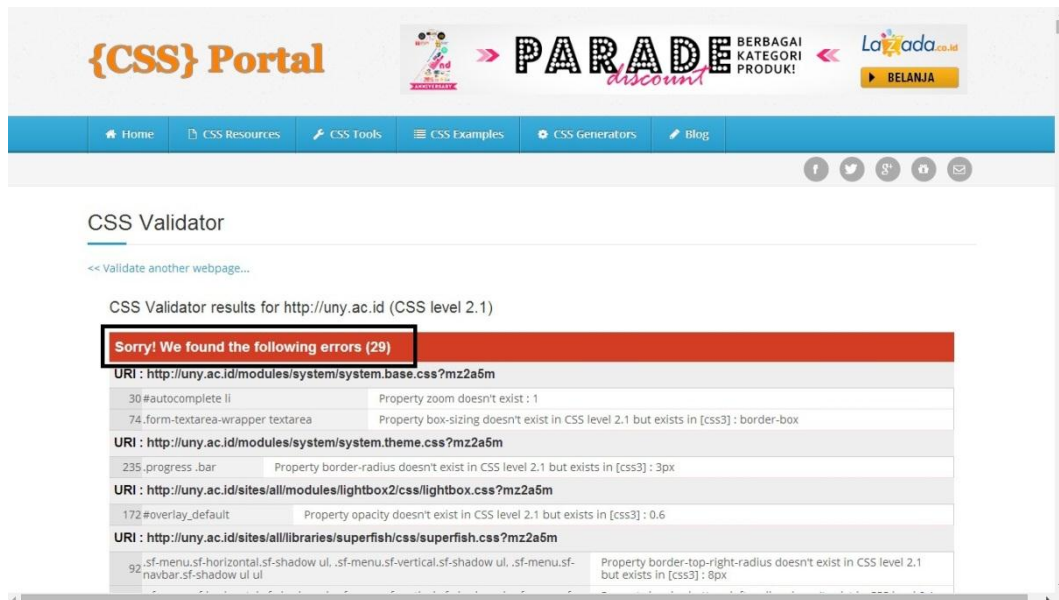 {CSS} Portal
2nd
ANNIVERSARY
PARADE
discount
BERBAGAI
KATEGORI
PRODUK!
Lazada.co.id
BELANJA
Home CSS Resources CSS Tools CSS Examples CSS Generators Blog
CSS Validator
<< Validate another webpage...
CSS Validator results for http://uny.ac.id (CSS level 2.1)
Sorry! We found the following errors (29)
URI : http://uny.ac.id/modules/system/system.base.css?mz2a5m
30 #autocomplete li Property zoom doesn't exist : 1
74 .form-textarea-wrapper textarea Property box-sizing doesn't exist in CSS level 2.1 but exists in [css3] : border-box
URI : http://uny.ac.id/modules/system/system.theme.css?mz2a5m
235 .progress .bar Property border-radius doesn't exist in CSS level 2.1 but exists in [css3] : 3px
URI : http://uny.ac.id/sites/all/modules/lightbox2/css/lightbox.css?mz2a5m
172 #overlay_default Property opacity doesn't exist in CSS level 2.1 but exists in [css3] : 0.6
URI : http://uny.ac.id/sites/all/libraries/superfish/css/superfish.css?mz2a5m
92 .sf-menu.sf-horizontal.sf-shadow ul, .sf-menu.sf-vertical.sf-shadow ul, .sf-menu.sf- Property border-top-right-radius doesn't exist in CSS level 2.1
navbar.sf-shadow ul ul but exists in [css3] : 8px